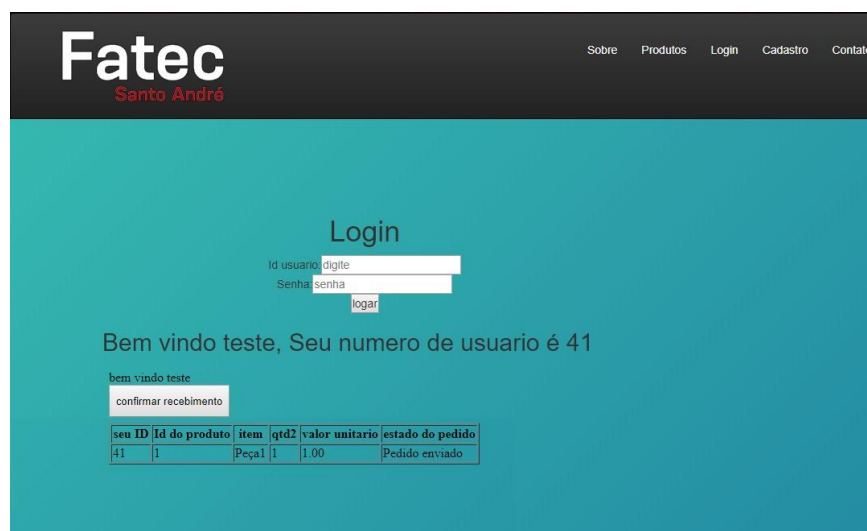 Fatec
Santo André
Sobre Produtos Login Cadastro Contato
Login
Id usuario: digite
Senha: senha
logar
Bem vindo teste, Seu numero de usuario é 41
bem vindo teste
confirmar recebimento
seu ID Id do produto item qtd2 valor unitario estado do pedido
41 1 Peça1 1 1.00 Pedido enviado